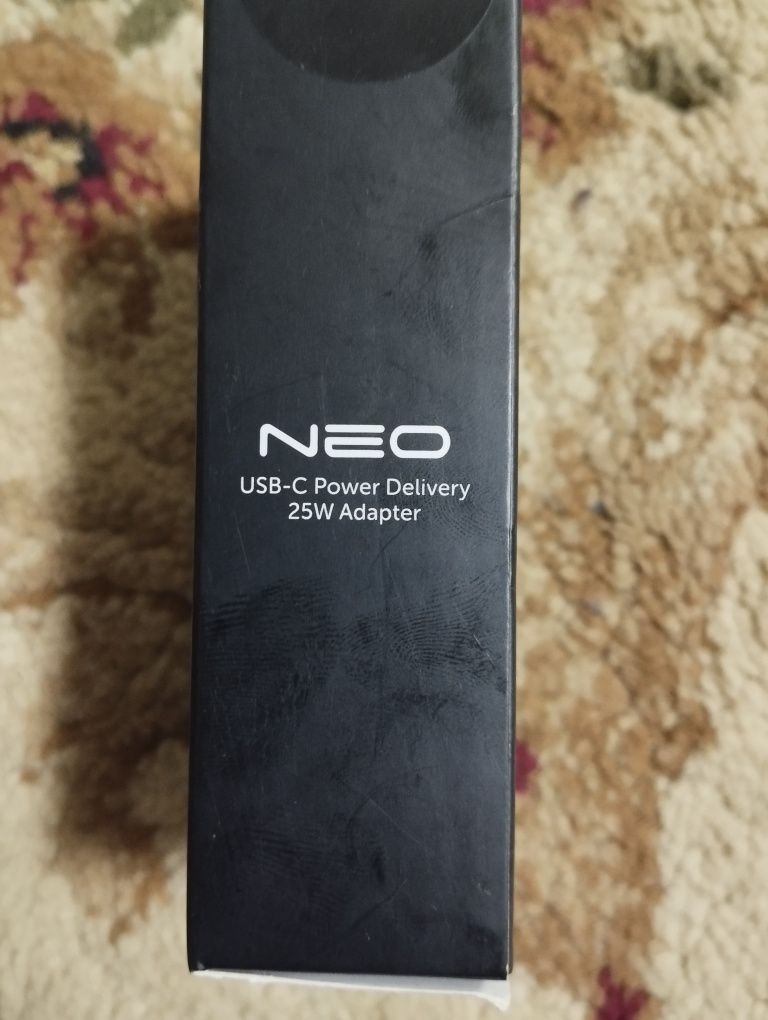 NEO
USB-C Power Delivery
25W Adapter